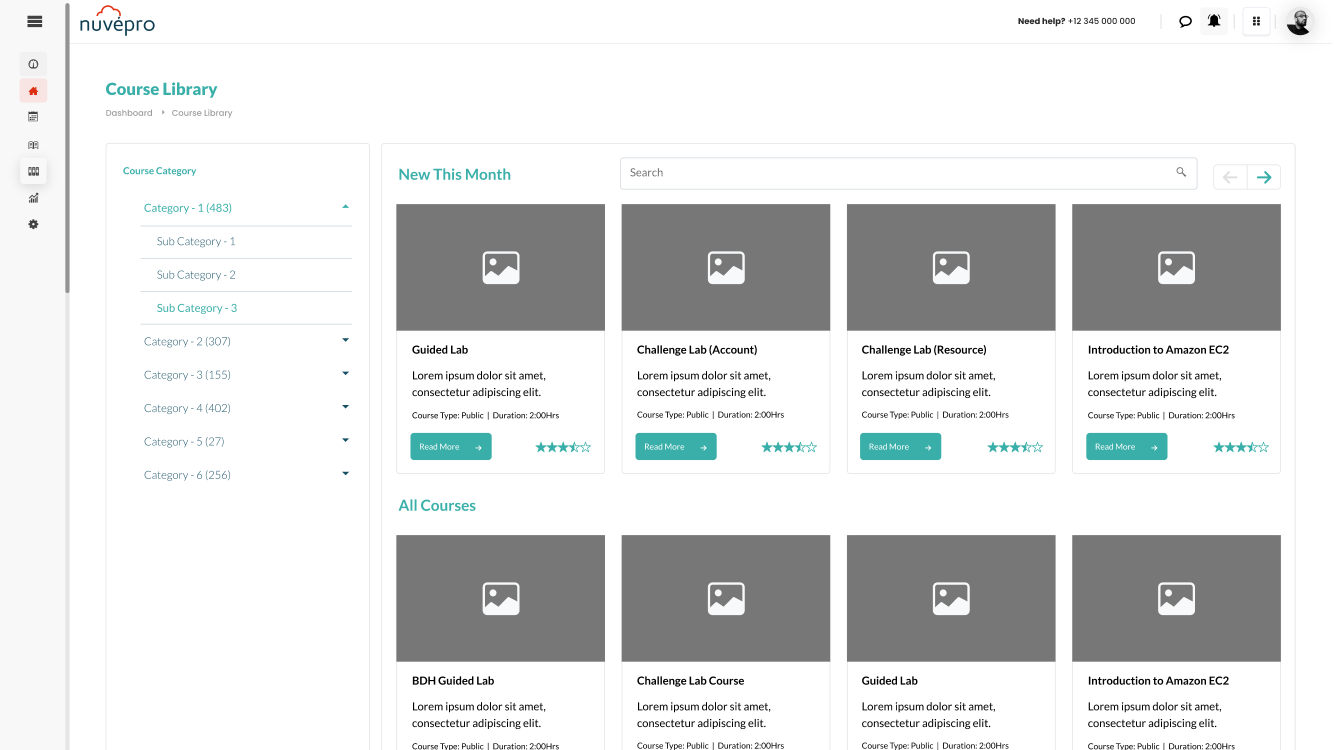 nuvepro
Need help? +12 345 000 000
Course Library
Dashboard Course Library
Course Category
Category - 1 (483)
Sub Category - 1
Sub Category - 2
Sub Category - 3
Category - 2 (307)
Category - 3 (155)
Category - 4 (402)
Category - 5 (27)
Category - 6 (256)
New This Month
Search
Guided Lab
Lorem ipsum dolor sit amet,
consectetur adipiscing elit.
Course Type: Public | Duration: 2:00Hrs
Read More
Challenge Lab (Account)
Lorem ipsum dolor sit amet,
consectetur adipiscing elit.
Course Type: Public | Duration: 2:00Hrs
Read More
Challenge Lab (Resource)
Lorem ipsum dolor sit amet,
consectetur adipiscing elit.
Course Type: Public | Duration: 2:00Hrs
Read More
Introduction to Amazon EC2
Lorem ipsum dolor sit amet,
consectetur adipiscing elit.
Course Type: Public | Duration: 2:00Hrs
Read More
All Courses
BDH Guided Lab
Lorem ipsum dolor sit amet,
consectetur adipiscing elit.
Course Type: Public | Duration: 2:00Hrs
Challenge Lab Course
Lorem ipsum dolor sit amet,
consectetur adipiscing elit.
Course Type: Public | Duration: 2:00Hrs
Guided Lab
Lorem ipsum dolor sit amet,
consectetur adipiscing elit.
Course Type: Public | Duration: 2:00Hrs
Introduction to Amazon EC2
Lorem ipsum dolor sit amet,
consectetur adipiscing elit.
Course Type: Public | Duration: 2:00Hrs